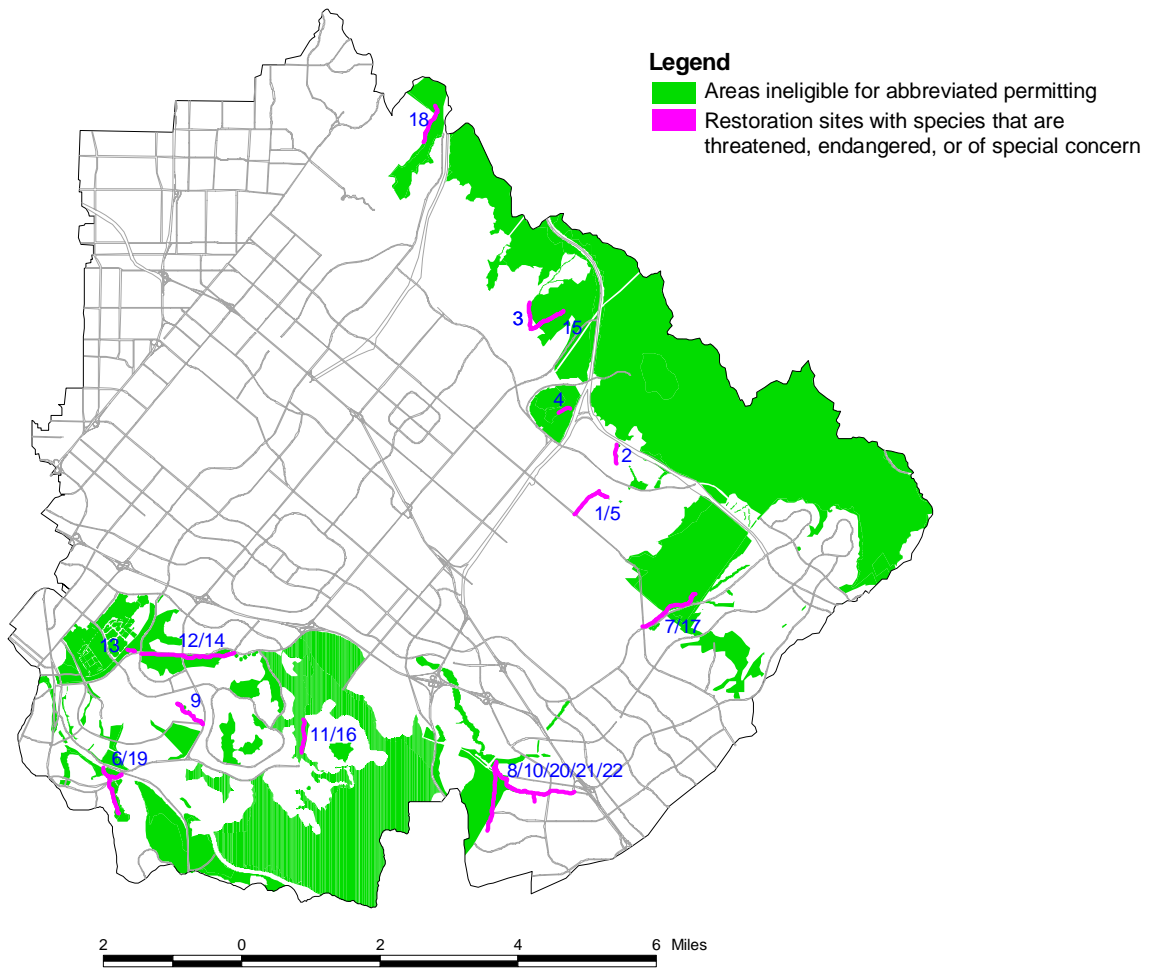 Legend
Areas ineligible for abbreviated permitting
Restoration sites with species that are
threatened, endangered, or of special concern
18
3
15
4
2
1/5
7/17
12/14
13
9
11/16
6/19
8/10/20/21/22
2 0 2 4 6 Miles